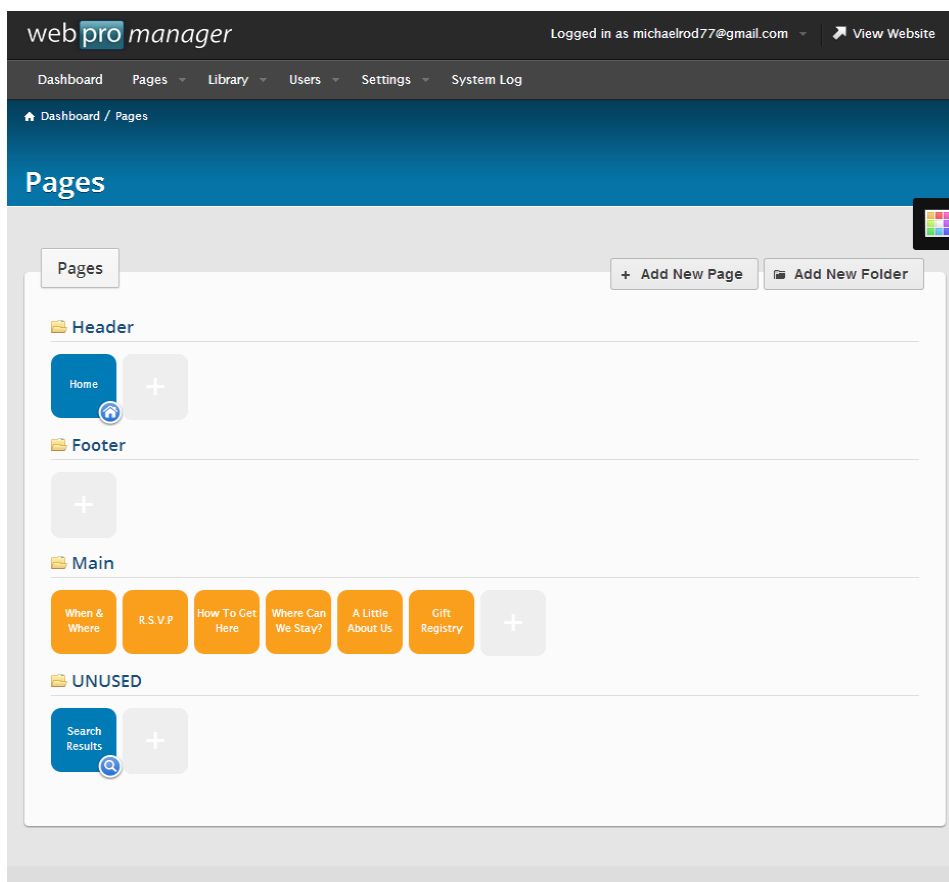 web pro manager
Logged in as michaelrod77@gmail.com View Website
Dashboard Pages Library Users Settings System Log
Dashboard / Pages
Pages
Pages
+ Add New Page Add New Folder
Header
Home
+
Footer
+
Main
When & Where
R.S.V.P
How To Get Here
Where Can We Stay?
A Little About Us
Gift Registry
+
UNUSED
Search Results
+